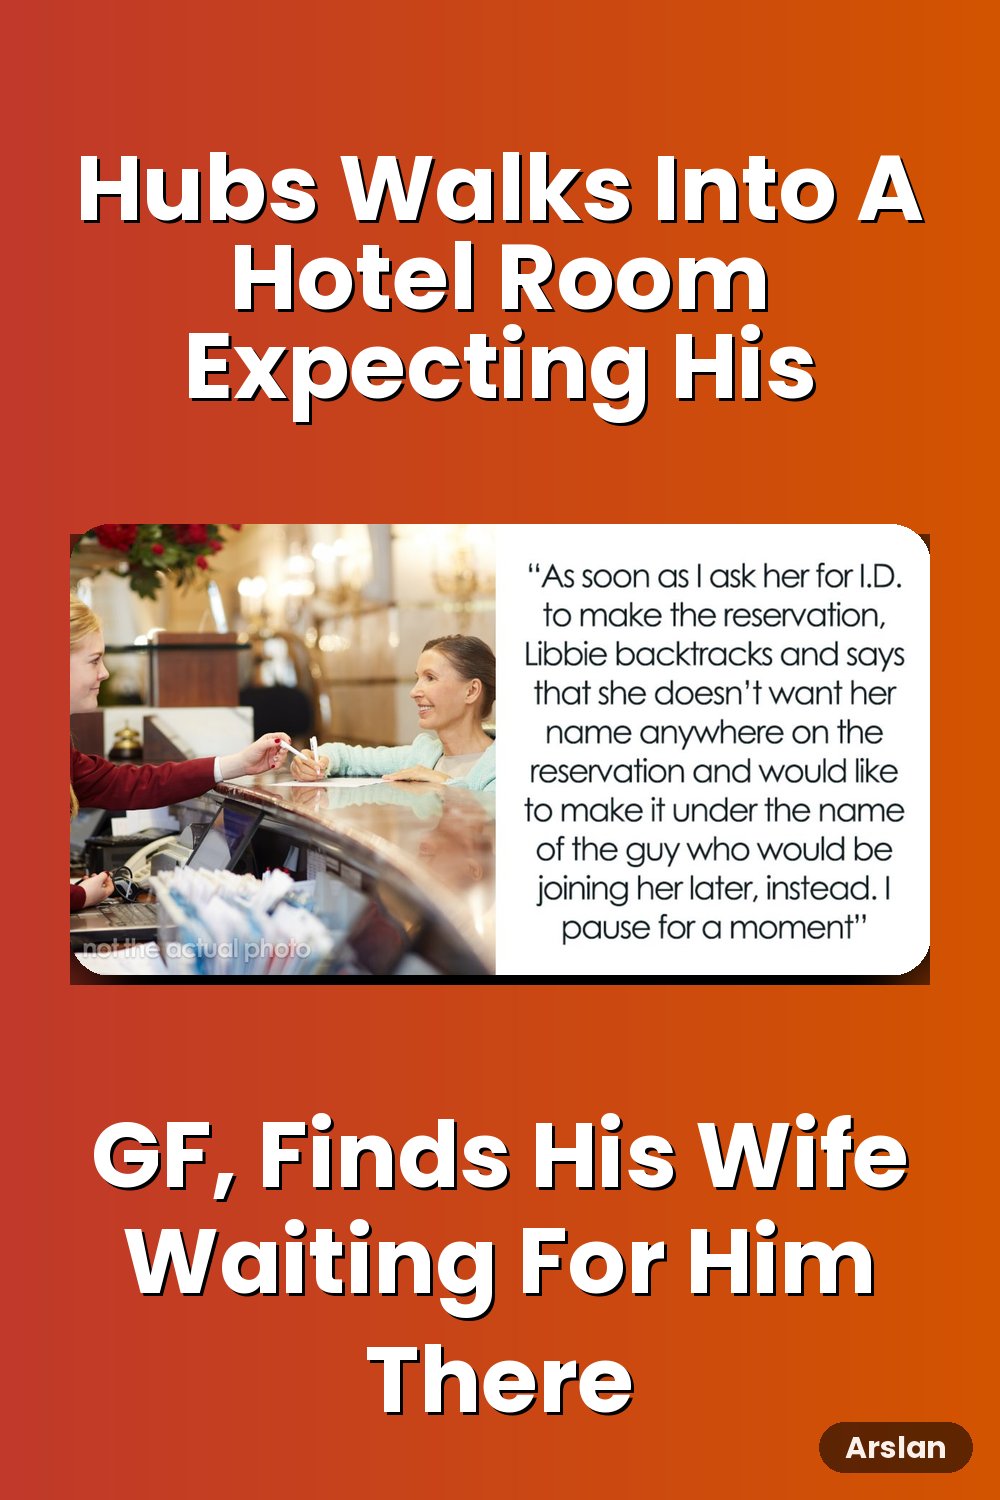 Hubs Walks Into A
Hotel Room
Expecting His
“As soon as I ask her for I.D.
to make the reservation,
Libbie backtracks and says
that she doesn’t want her
name anywhere on the
reservation and would like
to make it under the name
of the guy who would be
joining her later, instead. I
pause for a moment”
not the actual photo
GF, Finds His Wife
Waiting For Him
There
Arslan